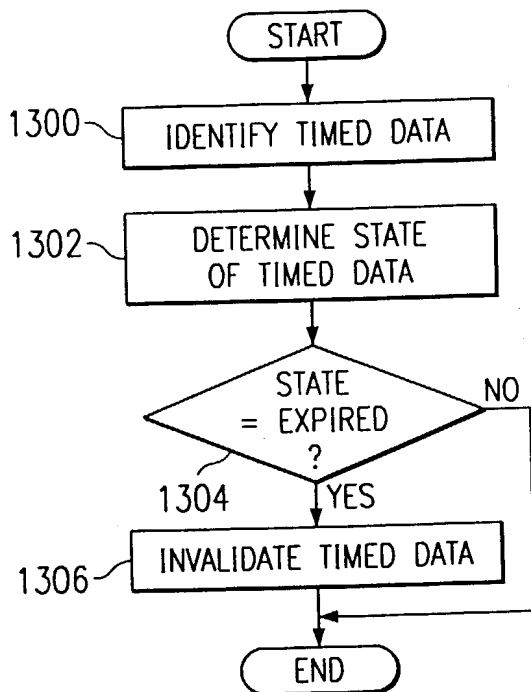 START
1300
IDENTIFY TIMED DATA
1302
DETERMINE STATE
OF TIMED DATA
STATE
= EXPIRED
?
NO
1304
YES
1306
INVALIDATE TIMED DATA
END